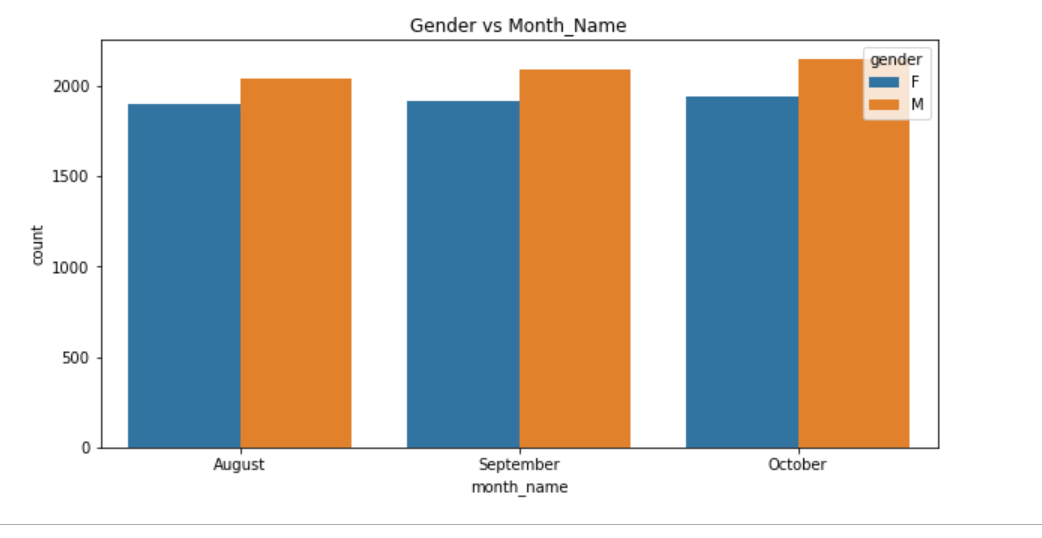 Gender vs Month_Name
gender
F
M
2000
1500
1000
500
0
count
August September October
month_name